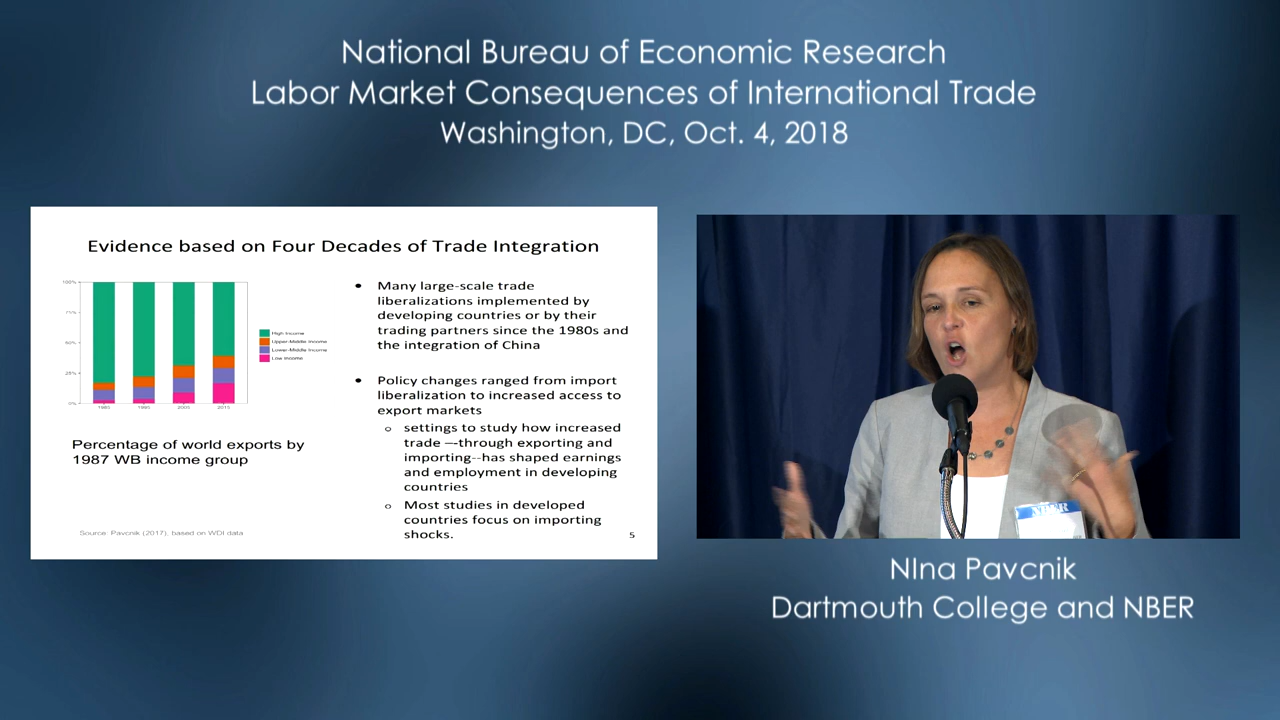 National Bureau of Economic Research
Labor Market Consequences of International Trade
Washington, DC, Oct. 4, 2018
Evidence based on Four Decades of Trade Integration
100%
75%
50%
25%
0%
1985
1995
2005
2015
High Income
Upper-Middle Income
Lower-Middle Income
Low Income
Percentage of world exports by
1987 WB income group
Source: Pavcnik (2017), based on WDI data
• Many large-scale trade
liberalizations implemented by
developing countries or by their
trading partners since the 1980s and
the integration of China
• Policy changes ranged from import
liberalization to increased access to
export markets
o settings to study how increased
trade —-through exporting and
importing--has shaped earnings
and employment in developing
countries
o Most studies in developed
countries focus on importing
shocks.
5
NBER
NIna Pavcnik
Dartmouth College and NBER